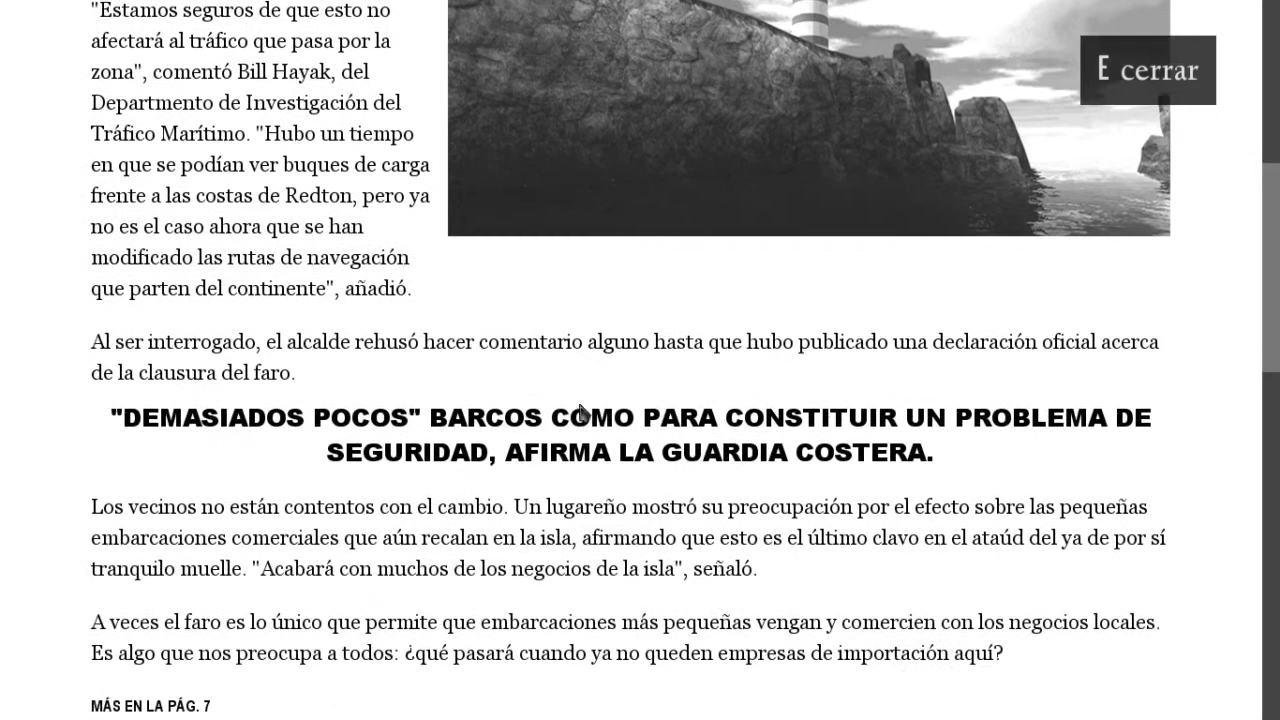 "Estamos seguros de que esto no
afectará al tráfico que pasa por la
zona", comentó Bill Hayak, del
Departmento de Investigación del
Tráfico Marítimo. "Hubo un tiempo
en que se podían ver buques de carga
frente a las costas de Redton, pero ya
no es el caso ahora que se han
modificado las rutas de navegación
que parten del continente", añadió.
E cerrar
Al ser interrogado, el alcalde rehusó hacer comentario alguno hasta que hubo publicado una declaración oficial acerca
de la clausura del faro.
"DEMASIADOS POCOS" BARCOS COMO PARA CONSTITUIR UN PROBLEMA DE
SEGURIDAD, AFIRMA LA GUARDIA COSTERA.
Los vecinos no están contentos con el cambio. Un lugareño mostró su preocupación por el efecto sobre las pequeñas
embarcaciones comerciales que aún recalan en la isla, afirmando que esto es el último clavo en el ataúd del ya de por sí
tranquilo muelle. "Acabará con muchos de los negocios de la isla", señaló.
A veces el faro es lo único que permite que embarcaciones más pequeñas vengan y comercien con los negocios locales.
Es algo que nos preocupa a todos: ¿qué pasará cuando ya no queden empresas de importación aquí?
MÁS EN LA PÁG. 7